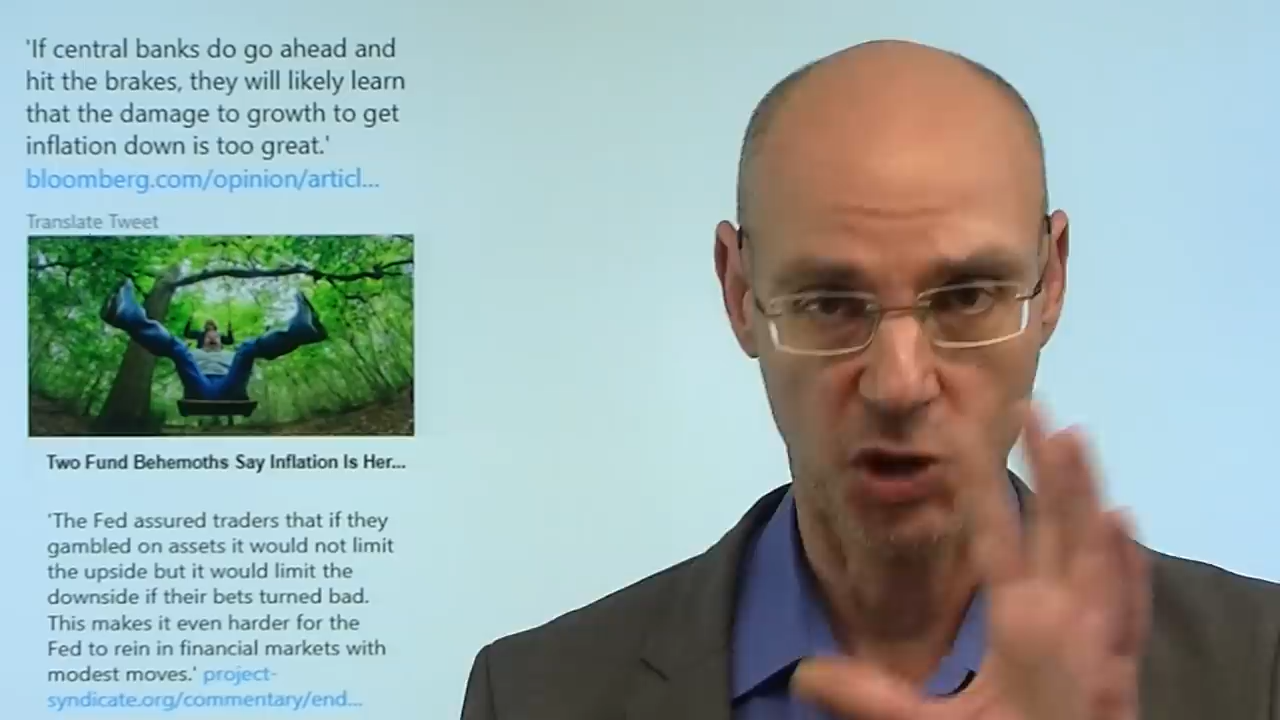 'If central banks do go ahead and
hit the brakes, they will likely learn
that the damage to growth to get
inflation down is too great.'
bloomberg.com/opinion/articl...
Translate Tweet
Two Fund Behemoths Say Inflation Is Her...
'The Fed assured traders that if they
gambled on assets it would not limit
the upside but it would limit the
downside if their bets turned bad.
This makes it even harder for the
Fed to rein in financial markets with
modest moves.' project-
syndicate.org/commentary/end...